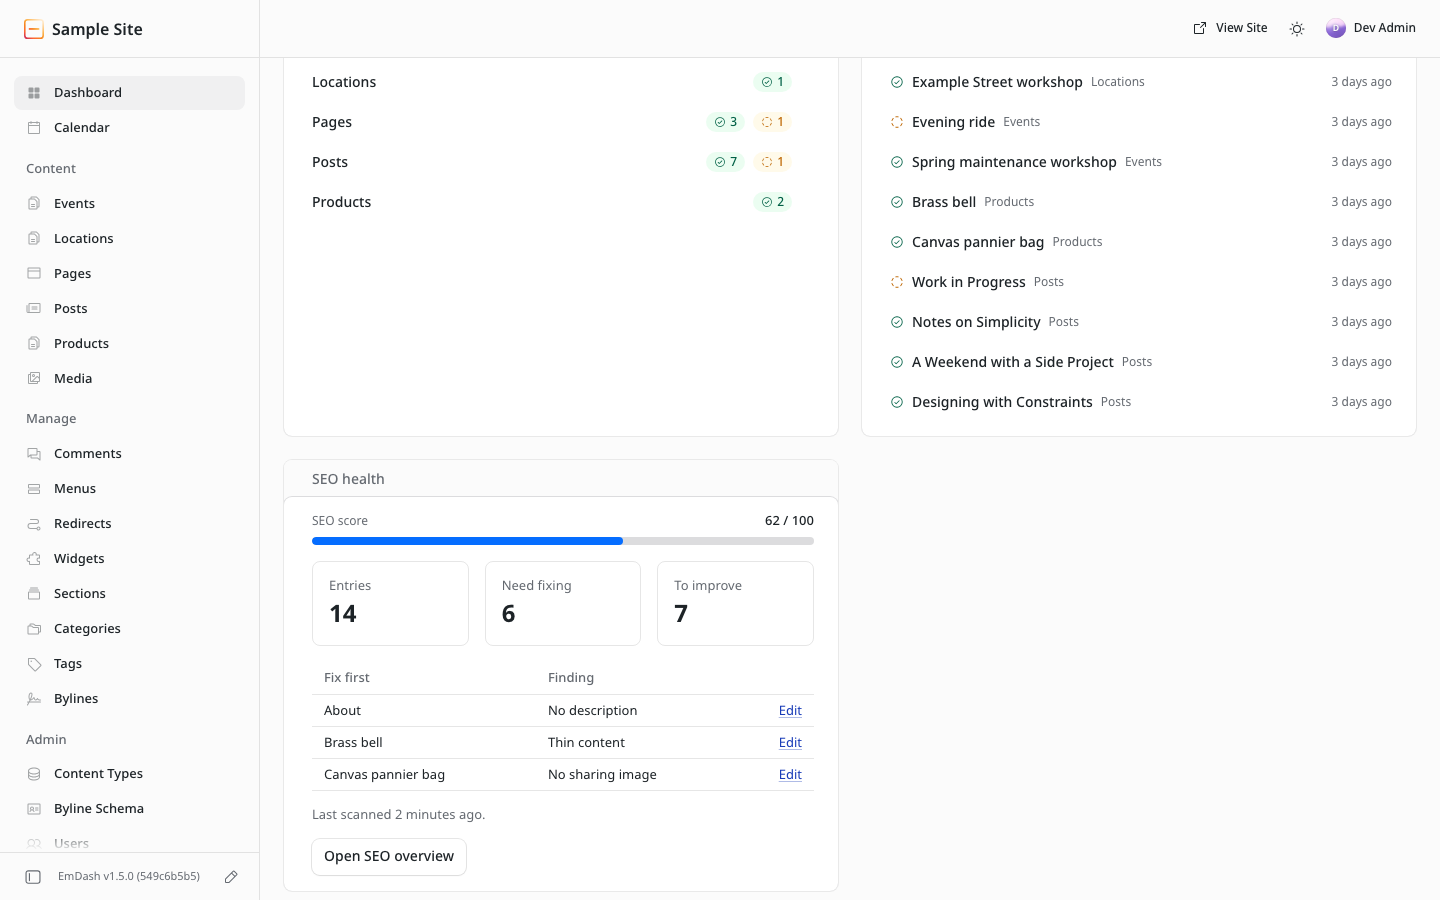 Sample Site
View Site
D
Dev Admin
Dashboard
Calendar
Content
Events
Locations
Pages
Posts
Products
Media
Manage
Comments
Menus
Redirects
Widgets
Sections
Categories
Tags
Bylines
Admin
Content Types
Byline Schema
Users
EmDash v1.5.0 (549c6b5b5)
Locations 1
Pages 3 1
Posts 7 1
Products 2
Example Street workshop Locations 3 days ago
Evening ride Events 3 days ago
Spring maintenance workshop Events 3 days ago
Brass bell Products 3 days ago
Canvas pannier bag Products 3 days ago
Work in Progress Posts 3 days ago
Notes on Simplicity Posts 3 days ago
A Weekend with a Side Project Posts 3 days ago
Designing with Constraints Posts 3 days ago
SEO health
SEO score 62 / 100
Entries Need fixing To improve
14 6 7
Fix first Finding
About No description Edit
Brass bell Thin content Edit
Canvas pannier bag No sharing image Edit
Last scanned 2 minutes ago.
Open SEO overview